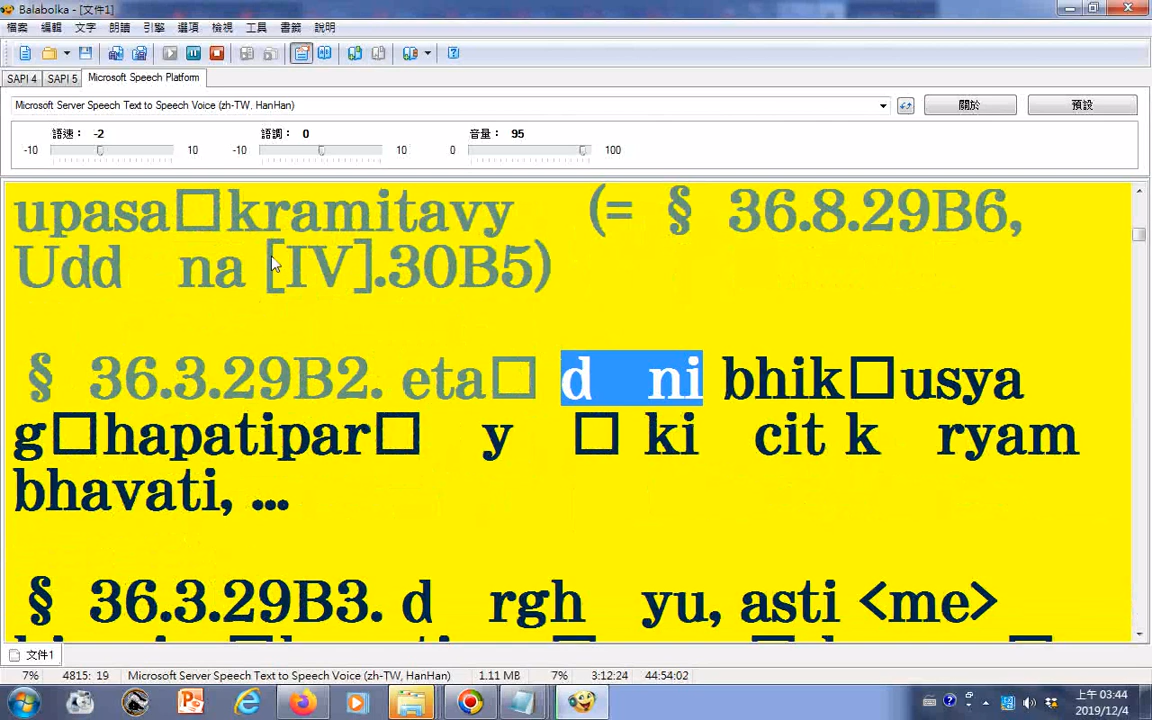 Balabolka - [文件1]
檔案 編輯 文字 朗讀 引擎 選項 檢視 工具 書籤 說明
SAPI 4 SAPI 5 Microsoft Speech Platform
Microsoft Server Speech Text to Speech Voice (zh-TW, HanHan) 關於 預設
語速： -2 語調： 0 音量： 95
-10 10 -10 10 0 100
upasa□kramitavy (= § 36.8.29B6,
Udd na [IV].30B5)
§ 36.3.29B2. eta□ d ni bhik□usya
g□hapatipar□ y □ ki cit k ryam
bhavati, ...
§ 36.3.29B3. d rgh yu, asti <me>
文件1
7% 4815: 19 Microsoft Server Speech Text to Speech Voice (zh-TW, HanHan) 1.11 MB 7% 3:12:24 44:54:02
上午 03:44
2019/12/4